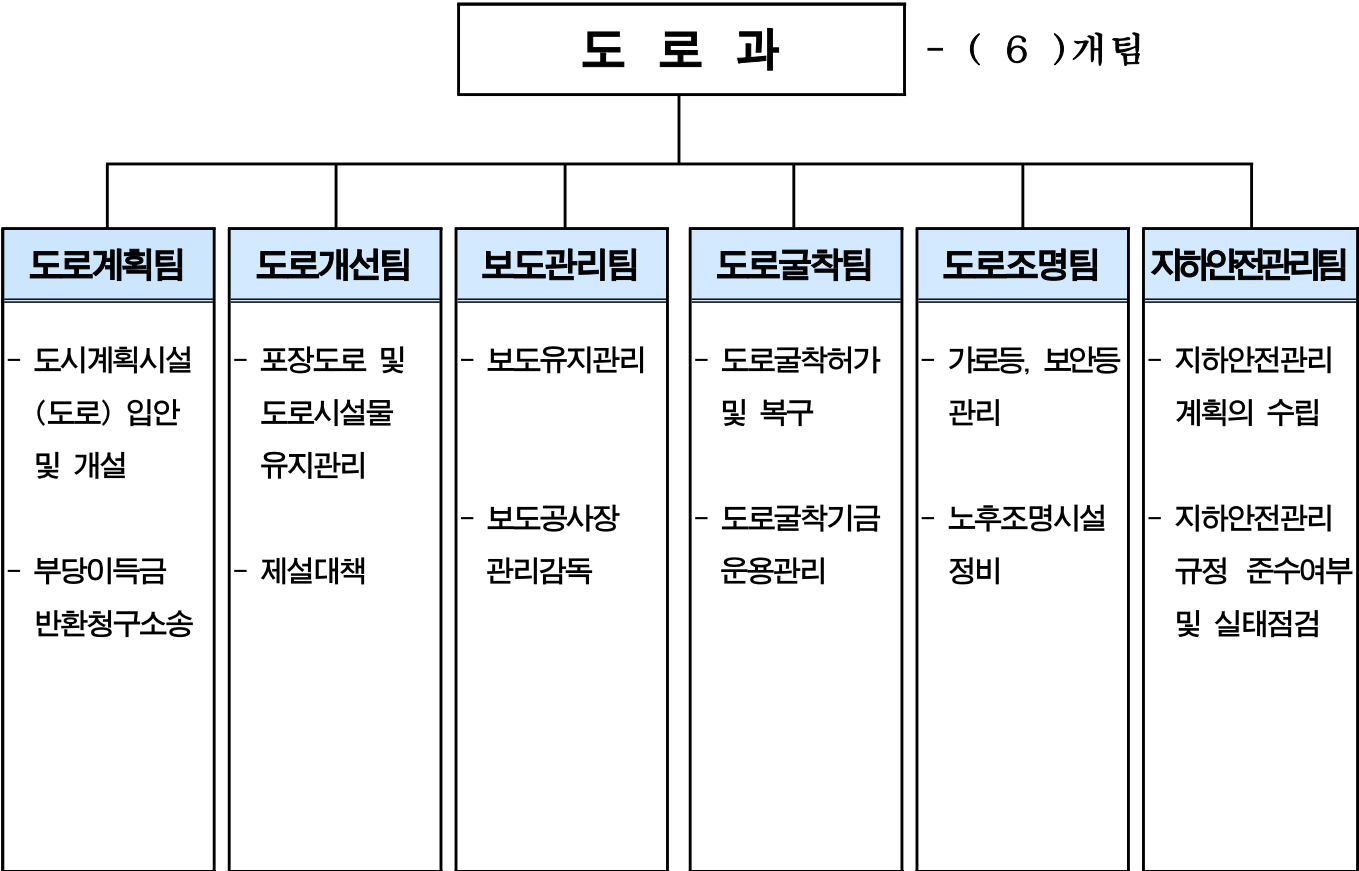 도 로 과
- ( 6 )개팀
도로계획팀
- 도시계획시설
(도로) 입안
및 개설
- 부당이득금
반환청구소송
도로개선팀
- 포장도로 및
도로시설물
유지관리
- 제설대책
보도관리팀
- 보도유지관리
- 보도공사장
관리감독
도로굴착팀
- 도로굴착허가
및 복구
- 도로굴착기금
운용관리
도로조명팀
- 가로등, 보안등
관리
- 노후조명시설
정비
지하안전관리팀
- 지하안전관리
계획의 수립
- 지하안전관리
규정 준수여부
및 실태점검